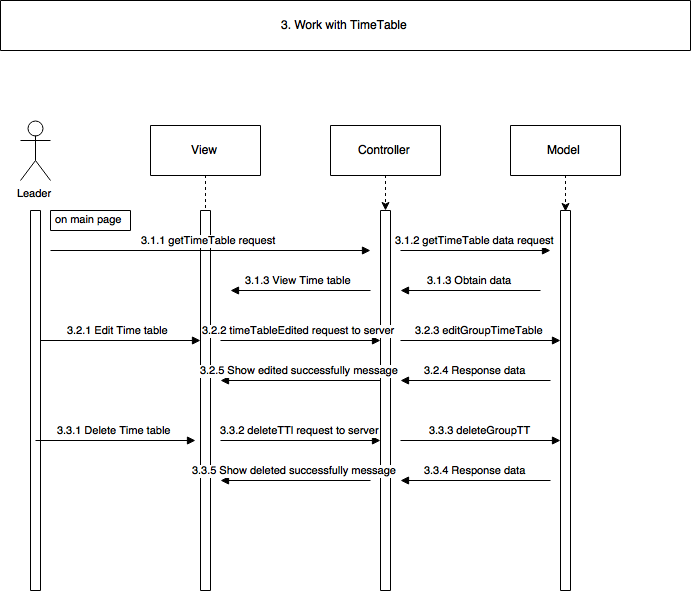 3. Work with TimeTable
View
Controller
Model
Leader
on main page
3.1.1 getTimeTable request
3.1.2 getTimeTable data request
3.1.3 View Time table
3.1.3 Obtain data
3.2.1 Edit Time table
3.2.2 timeTableEdited request to server
3.2.3 editGroupTimeTable
3.2.5 Show edited successfully message
3.2.4 Response data
3.3.1 Delete Time table
3.3.2 deleteTTI request to server
3.3.3 deleteGroupTT
3.3.5 Show deleted successfully message
3.3.4 Response data